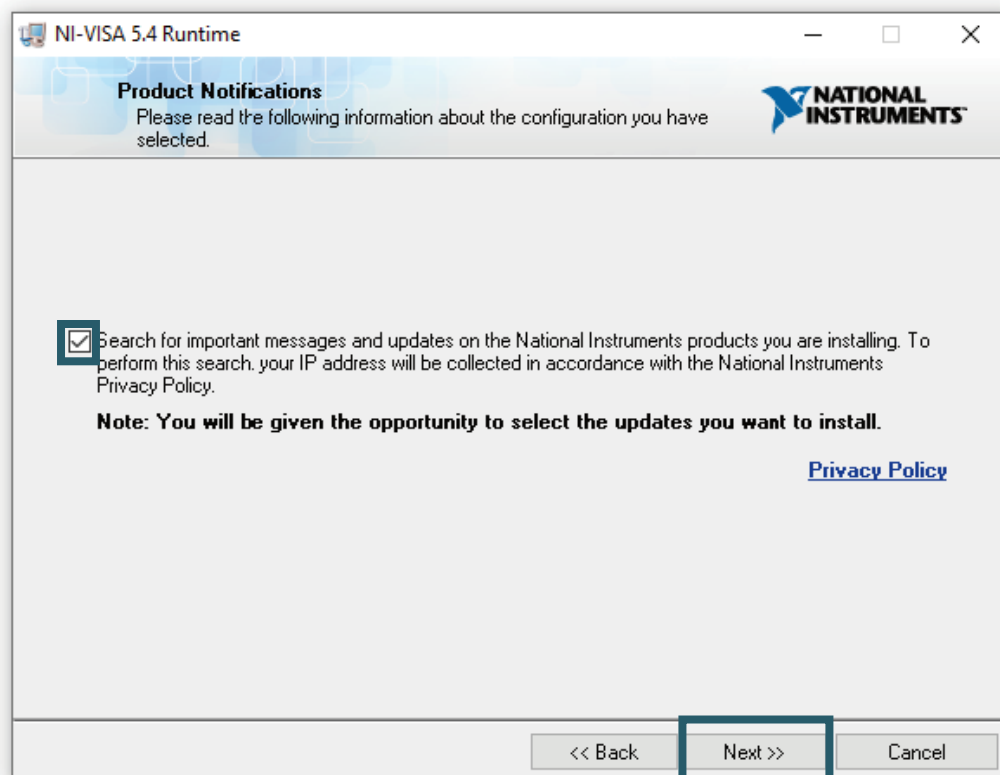 NI-VISA 5.4 Runtime
Product Notifications
Please read the following information about the configuration you have
selected.
NATIONAL
INSTRUMENTS™
Search for important messages and updates on the National Instruments products you are installing. To
perform this search, your IP address will be collected in accordance with the National Instruments
Privacy Policy.
Note: You will be given the opportunity to select the updates you want to install.
Privacy Policy
<< Back
Next >>
Cancel